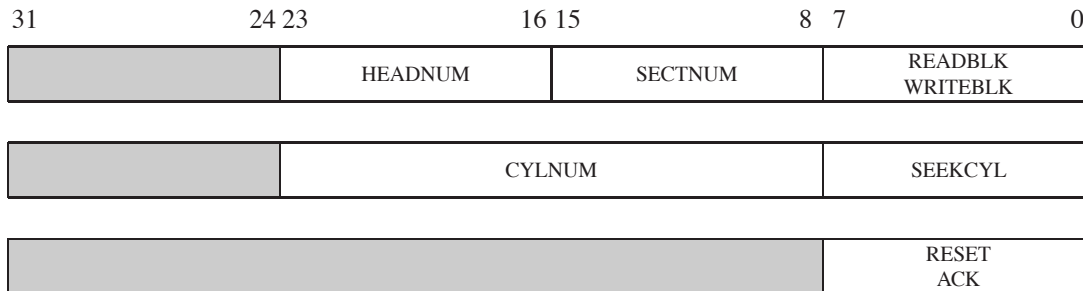 31 24 23 16 15 8 7 0
HEADNUM SECTNUM READBLK
WRITEBLK
CYLNUM SEEKCYL
RESET
ACK